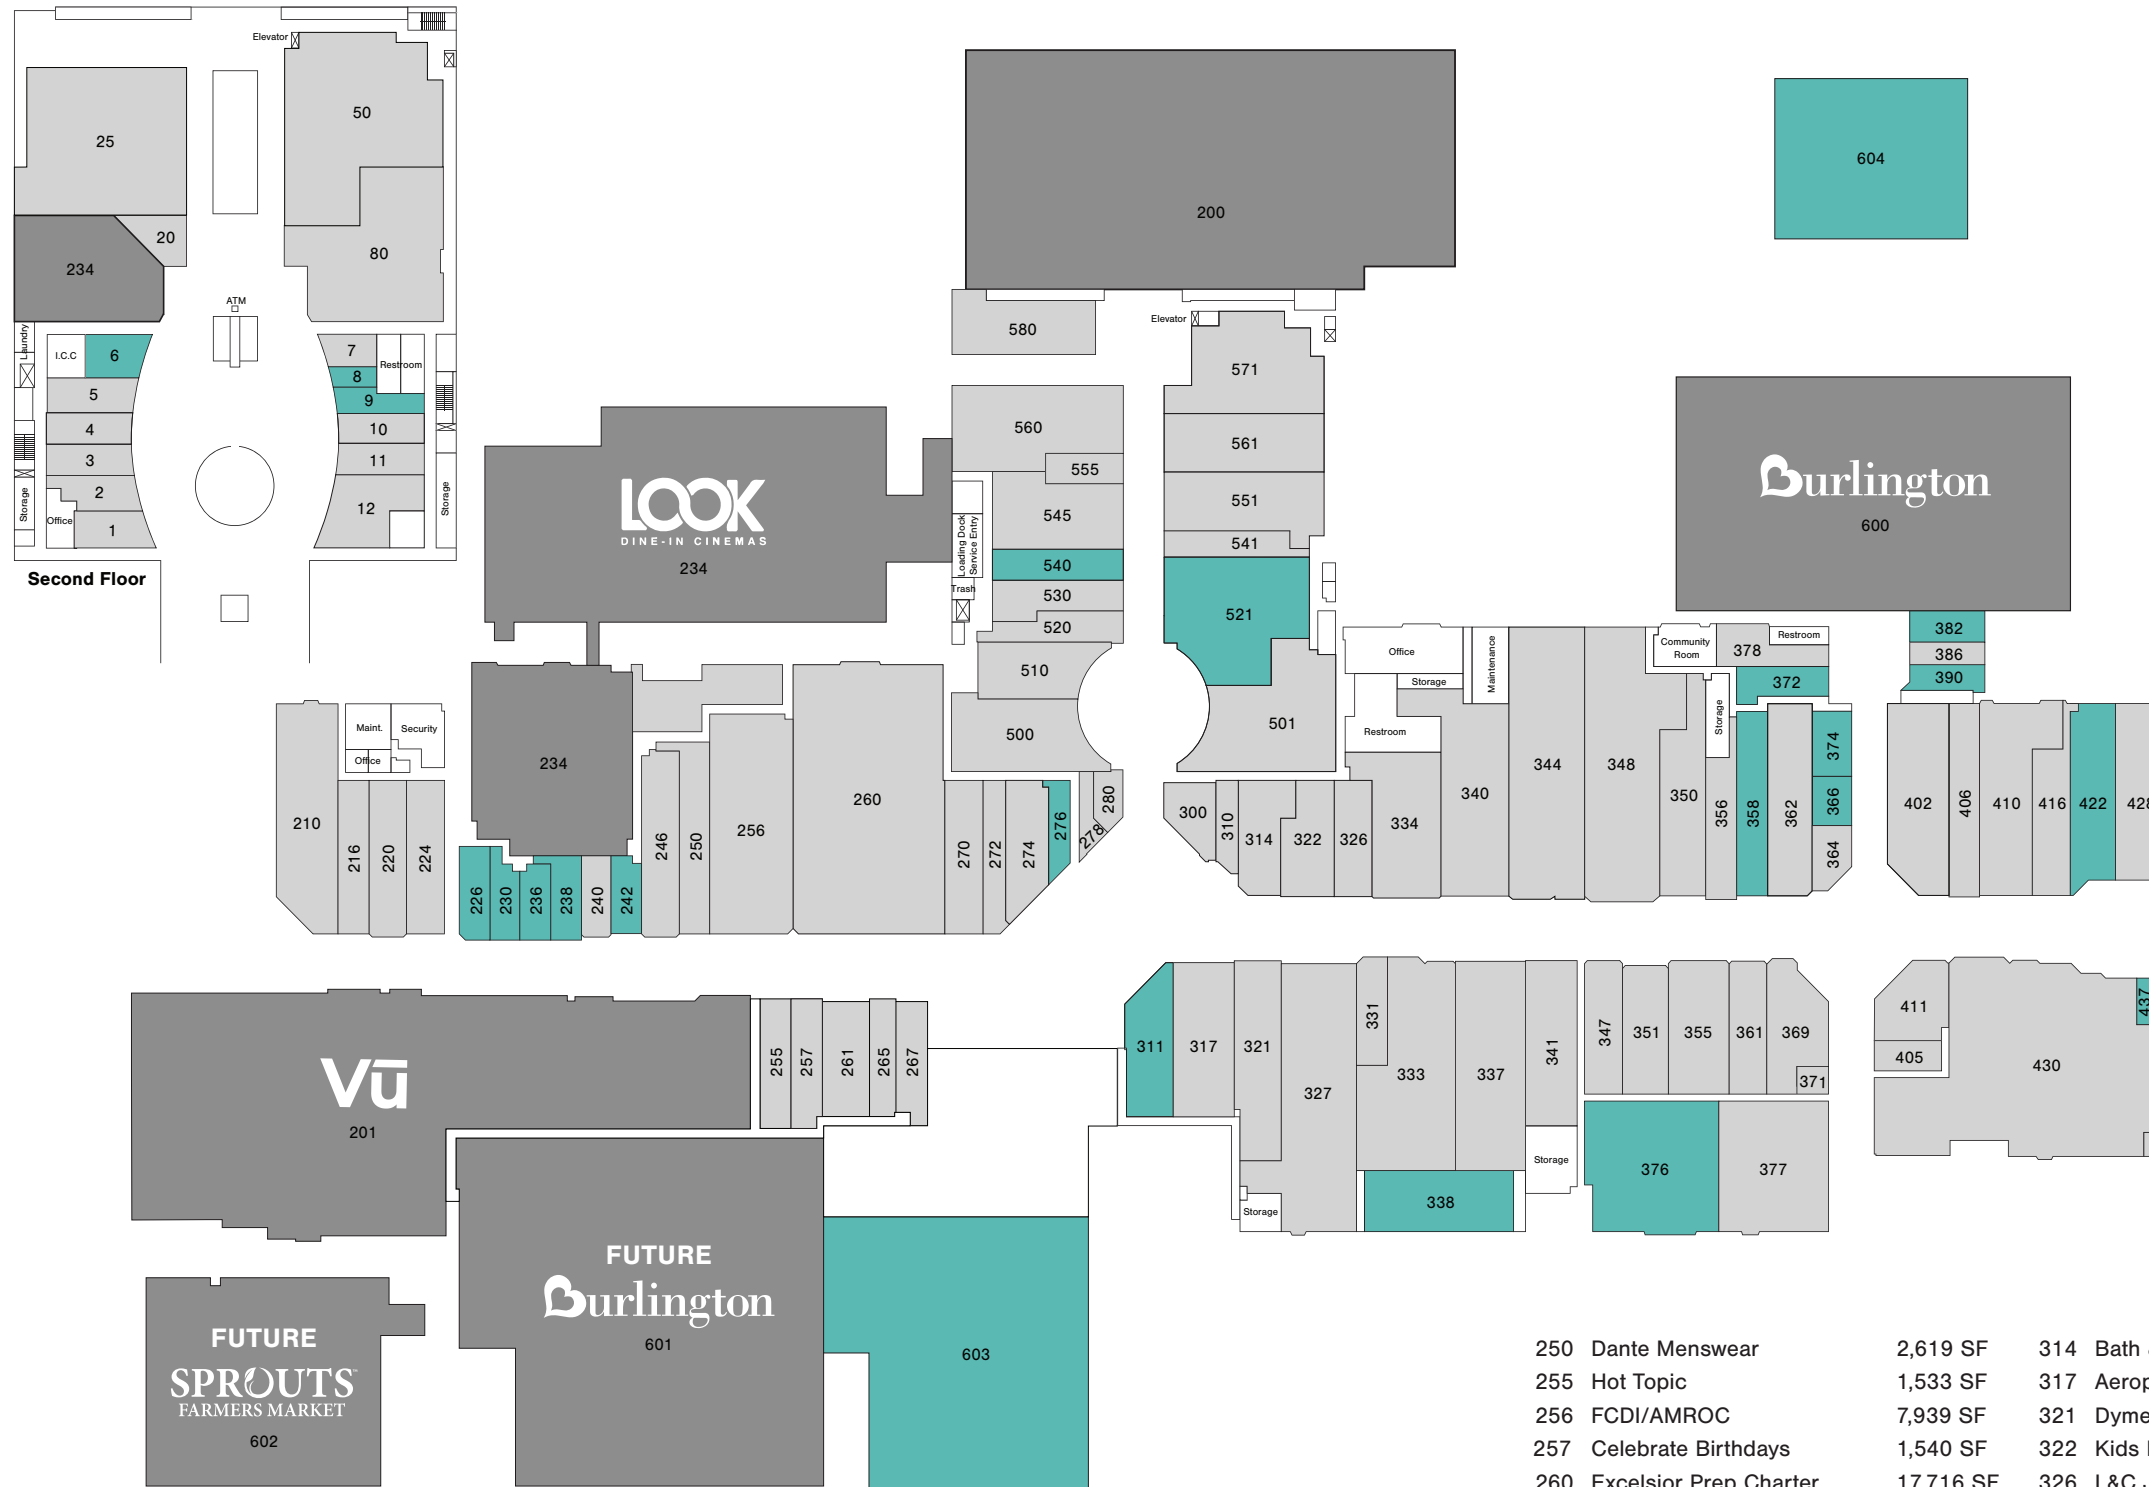 Elevator
25
50
20
234
80
ATM
Laundry
I.C.C
6
5
4
3
2
1
Office
Storage
7
8
9
10
11
12
Restroom
Storage
Second Floor
200
604
580
Elevator
571
560
561
555
551
545
541
540
530
521
520
510
501
500
Loading Dock
Service Entry
Trash
LOOK
DINE-IN CINEMAS
234
Burlington
600
382
386
390
Office
Storage
Maintenance
Restroom
Community
Room
378
Restroom
372
Storage
Maint.
Security
Office
210
216
220
224
234
226
230
236
238
240
242
246
250
256
260
270
272
274
276
278
280
300
310
314
322
326
334
340
344
348
350
356
358
362
374
366
364
402
406
410
416
422
428
Vū
201
255
257
261
265
267
311
317
321
327
331
333
337
341
347
351
355
361
369
371
411
405
430
437
Storage
338
Storage
376
377
FUTURE
Burlington
601
603
FUTURE
SPROUTS
FARMERS MARKET
602
250 Dante Menswear 2,619 SF 314 Bath
255 Hot Topic 1,533 SF 317 Aerop
256 FCDI/AMROC 7,939 SF 321 Dyme
257 Celebrate Birthdays 1,540 SF 322 Kids
260 Excelsior Prep Charter 17,716 SF 326 L&C